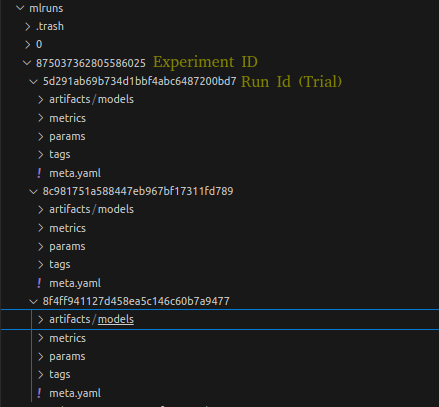 mlruns
.trash
0
875037362805586025 Experiment ID
5d291ab69b734d1bbf4abc6487200bd7 Run Id (Trial)
artifacts/models
metrics
params
tags
! meta.yaml
8c981751a588447eb967bf17311fd789
artifacts/models
metrics
params
tags
! meta.yaml
8f4ff941127d458ea5c146c60b7a9477
artifacts/models
metrics
params
tags
! meta.yaml